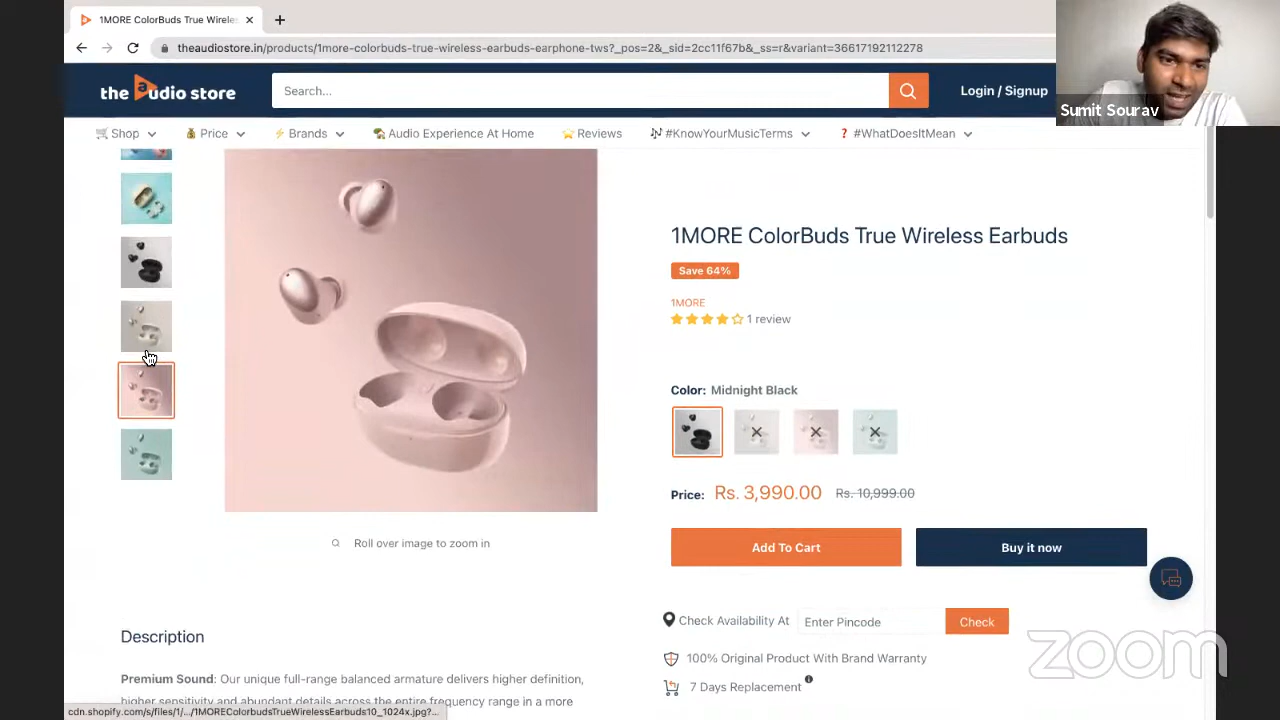 1MORE ColorBuds True Wirele
theaudiostore.in/products/1more-colorbuds-true-wireless-earbuds-earphone-tws?_pos=2&_sid=2cc11f67b&_ss=r&variant=36617192112278
Sumit Sourav
the audio store
Search...
Login / Signup
Shop
Price
Brands
Audio Experience At Home
Reviews
#KnowYourMusicTerms
#WhatDoesItMean
1MORE ColorBuds True Wireless Earbuds
Save 64%
1MORE
1 review
Color: Midnight Black
Price: Rs. 3,990.00 Rs. 10,999.00
Roll over image to zoom in
Add To Cart
Buy it now
Check Availability At
Enter Pincode
Check
100% Original Product With Brand Warranty
7 Days Replacement
Description
Premium Sound: Our unique full-range balanced armature delivers higher definition,
higher sensitivity and abundant details across the entire frequency range in a more
cdn.shopify.com/s/files/1/.../1MOREColorbudsTrueWirelessEarbuds10_1024x.jpg?...
zoom